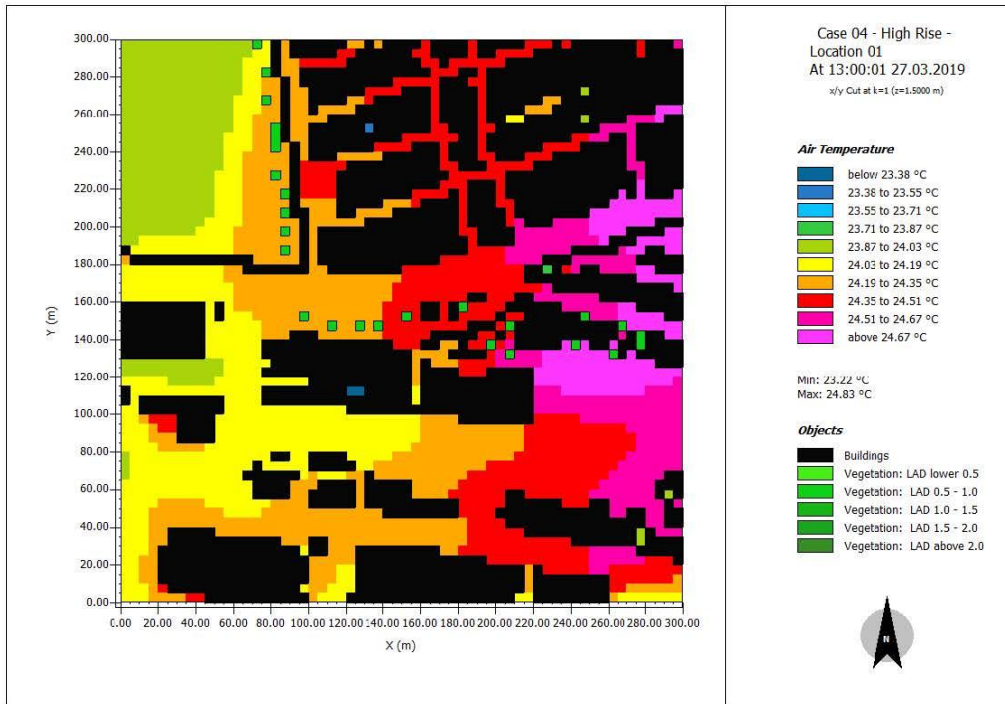 Case 04 - High Rise -
Location 01
At 13:00:01 27.03.2019
x/y Cut at k=1 (z=1.5000 m)
Air Temperature
below 23.38 °C
23.38 to 23.55 °C
23.55 to 23.71 °C
23.71 to 23.87 °C
23.87 to 24.03 °C
24.03 to 24.19 °C
24.19 to 24.35 °C
24.35 to 24.51 °C
24.51 to 24.67 °C
above 24.67 °C
Min: 23.22 °C
Max: 24.83 °C
Objects
Buildings
Vegetation: LAD lower 0.5
Vegetation: LAD 0.5 - 1.0
Vegetation: LAD 1.0 - 1.5
Vegetation: LAD 1.5 - 2.0
Vegetation: LAD above 2.0
N
300.00
280.00
260.00
240.00
220.00
200.00
180.00
160.00
140.00
120.00
100.00
80.00
60.00
40.00
20.00
0.00
Y (m)
0.00 20.00 40.00 60.00 80.00 100.00 120.00 140.00 160.00 180.00 200.00 220.00 240.00 260.00 280.00 300.00
X (m)